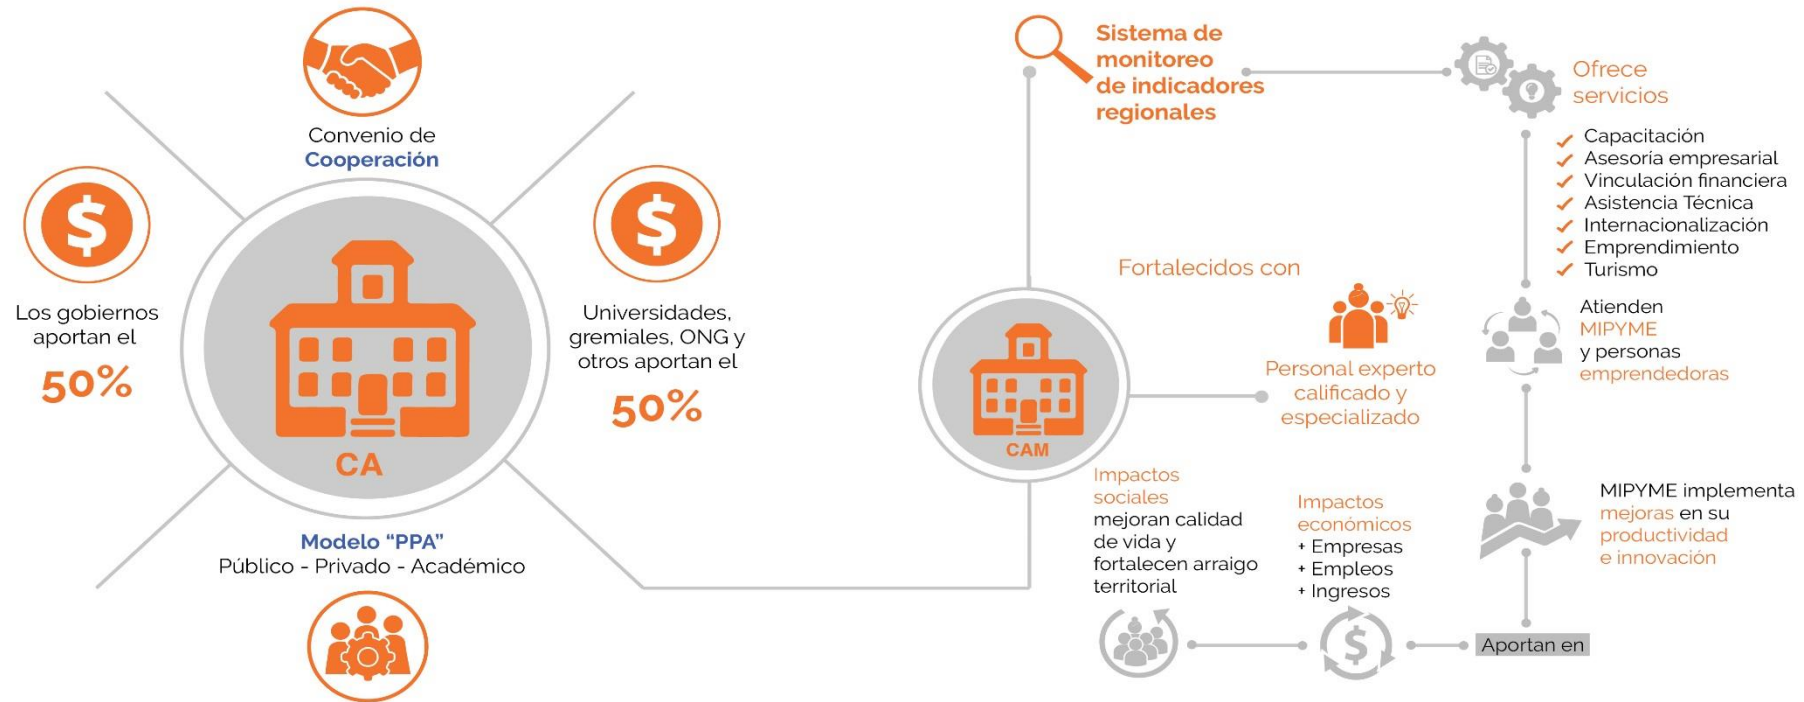 Convenio de
Cooperación
$
Los gobiernos
aportan el
50%
$
Universidades,
gremiales, ONG y
otros aportan el
50%
CA
Modelo “PPA”
Público - Privado - Académico
Sistema de
monitoreo
de indicadores
regionales
Ofrece
servicios
Capacitación
Asesoría empresarial
Vinculación financiera
Asistencia Técnica
Internacionalización
Emprendimiento
Turismo
Fortalecidos con
Personal experto
calificado y
especializado
CAM
Atienden
MIPYME
y personas
emprendedoras
MIPYME implementa
mejoras en su
productividad
e innovación
Aportan en
Impactos
económicos
+ Empresas
+ Empleos
+ Ingresos
$
Impactos
sociales
mejoran calidad
de vida y
fortalecen arraigo
territorial